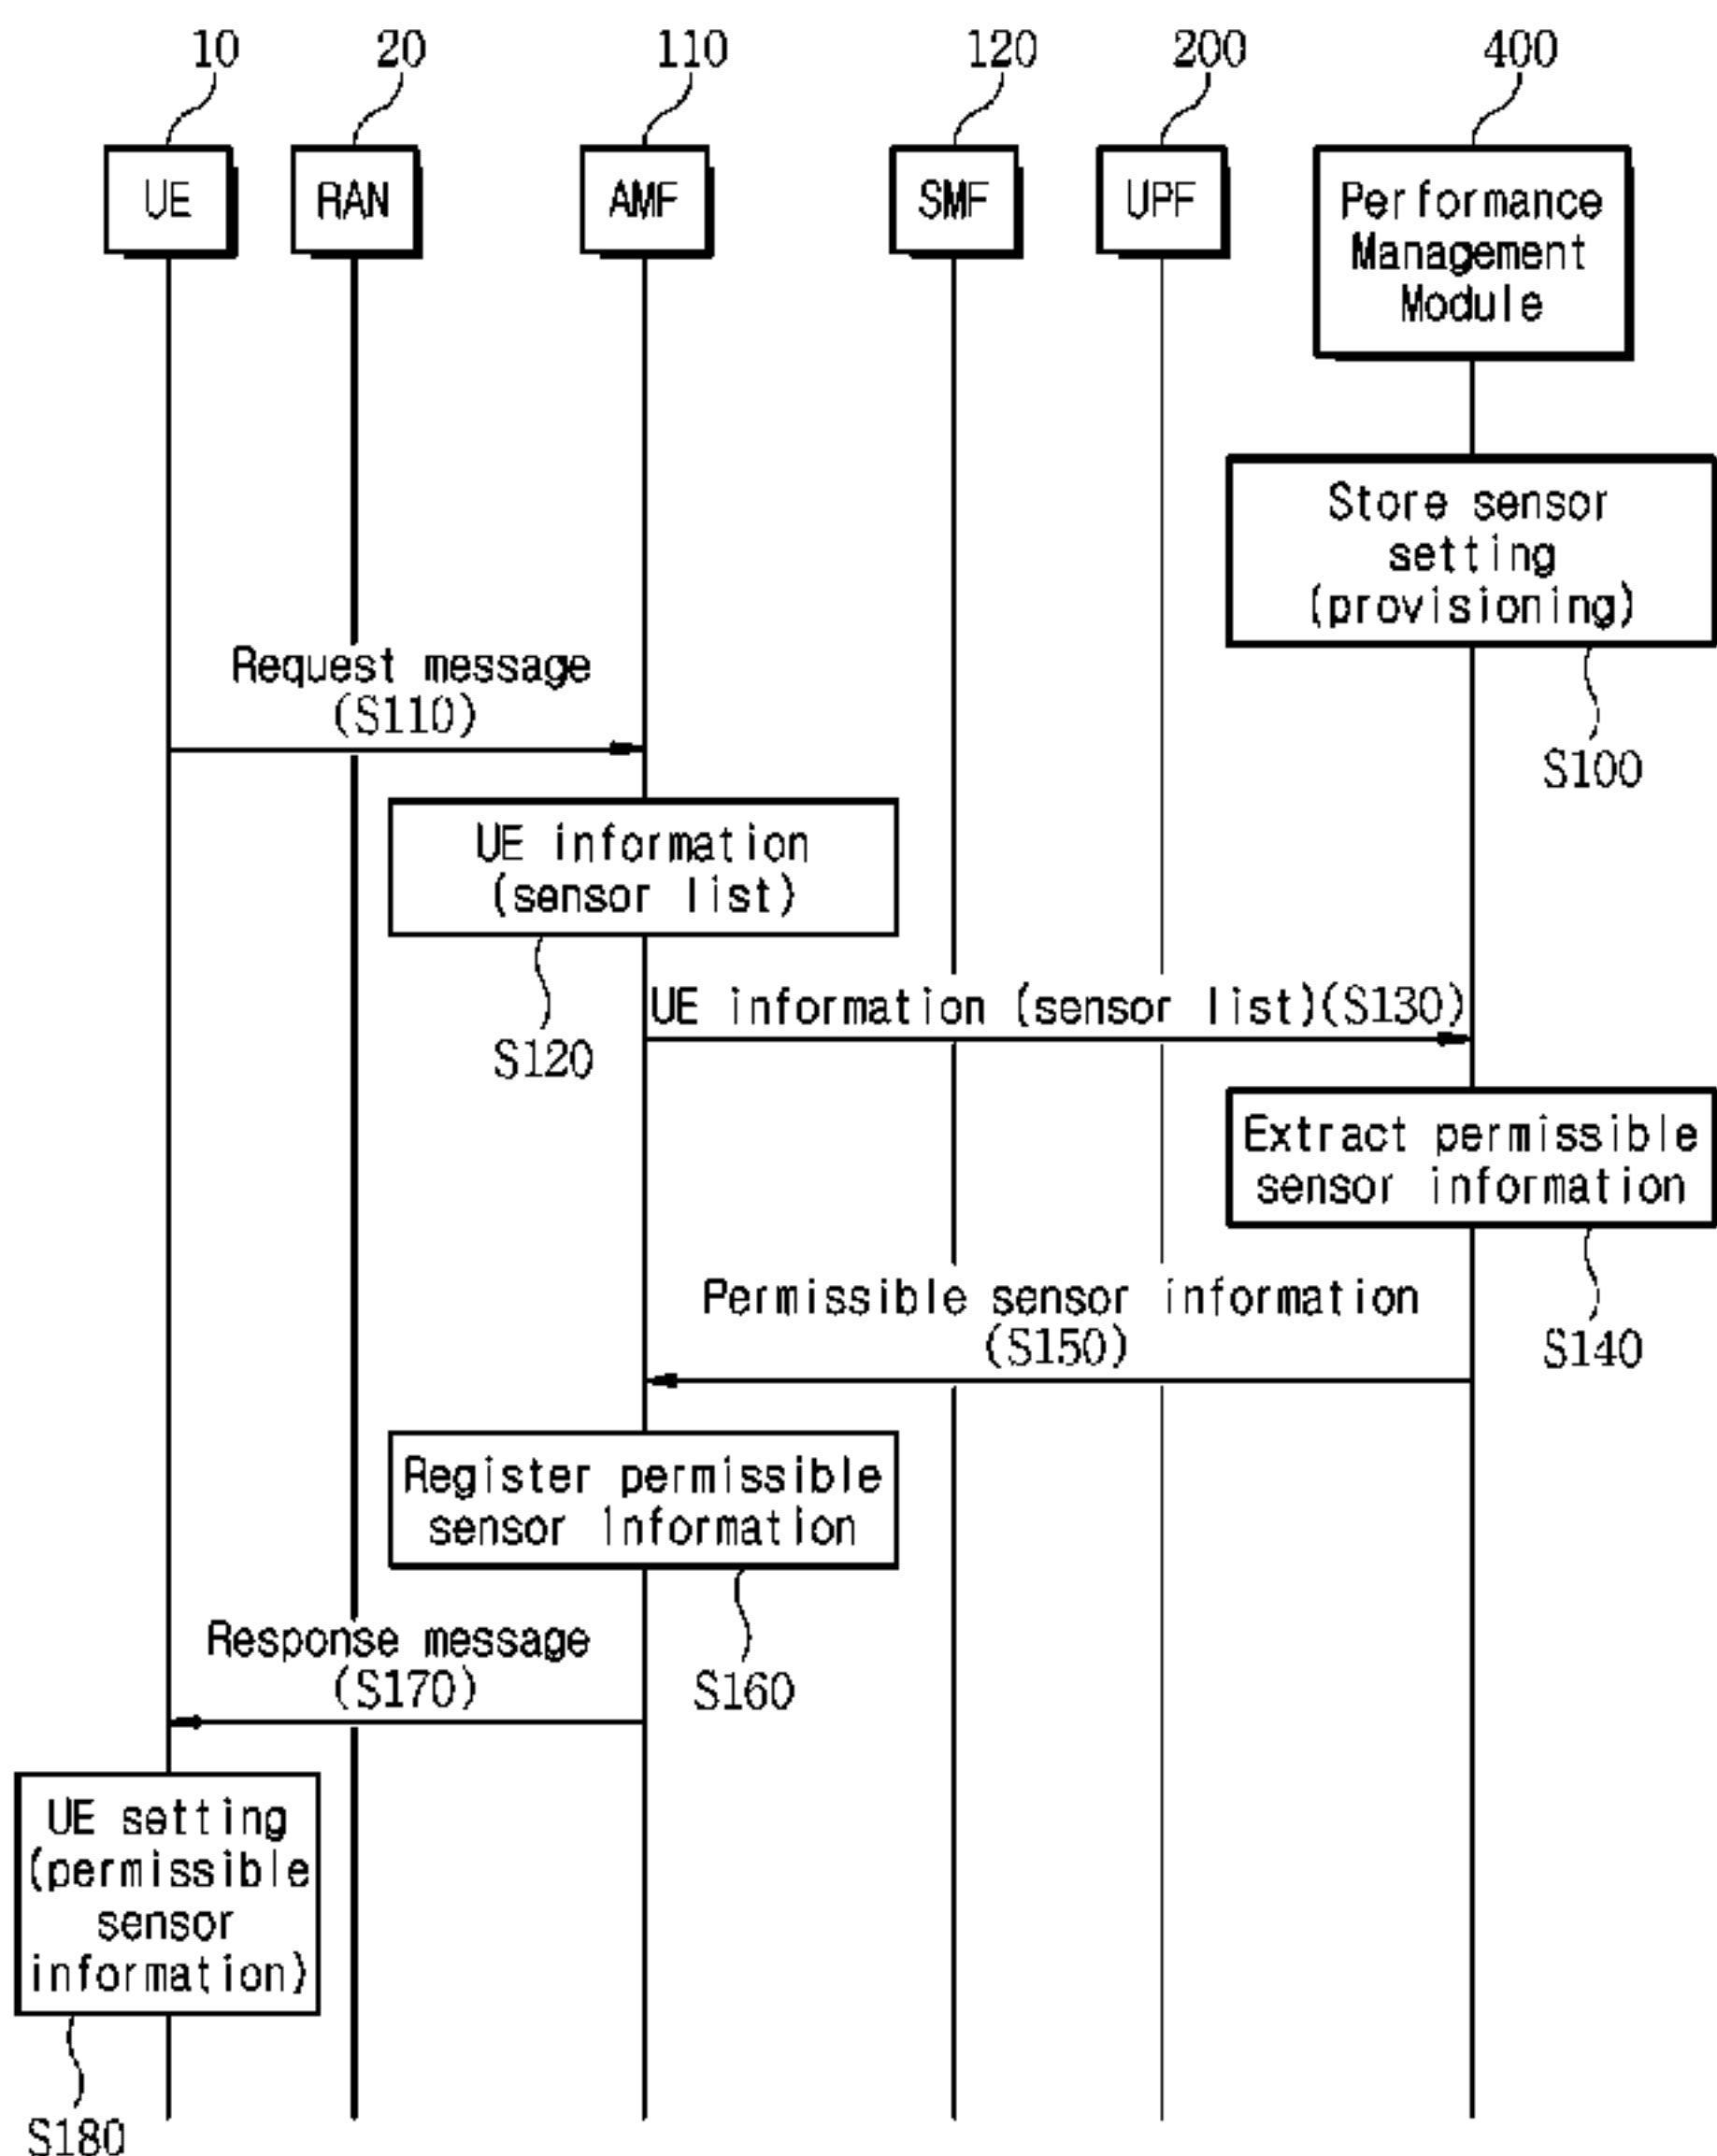 10
20
110
120
200
400
UE
RAN
AMF
SMF
UPF
Performance
Management
Module
Store sensor
setting
(provisioning)
S100
Request message
(S110)
UE information
(sensor list)
S120
UE information (sensor list)(S130)
Extract permissible
sensor information
S140
Permissible sensor information
(S150)
Register permissible
sensor information
S160
Response message
(S170)
UE setting
(permissible
sensor
information)
S180